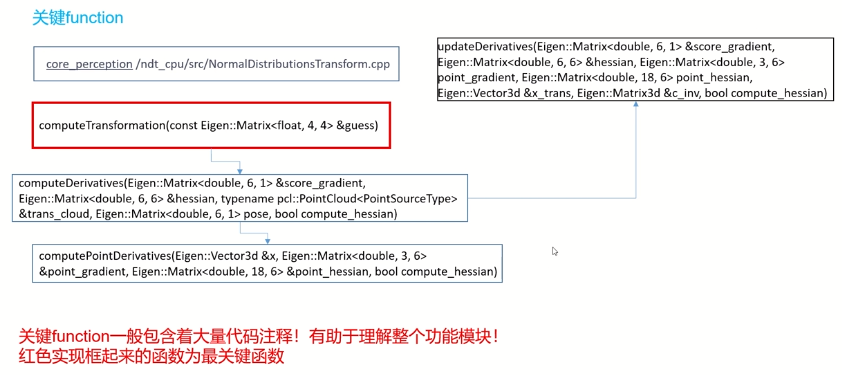 关键function
core_perception /ndt_cpu/src/NormalDistributionsTransform.cpp
updateDerivatives(Eigen::Matrix<double, 6, 1> &score_gradient,
Eigen::Matrix<double, 6, 6> &hessian, Eigen::Matrix<double, 3, 6>
point_gradient, Eigen::Matrix<double, 18, 6> point_hessian,
Eigen::Vector3d &x_trans, Eigen::Matrix3d &c_inv, bool compute_hessian)
computeTransformation(const Eigen::Matrix<float, 4, 4> &guess)
computeDerivatives(Eigen::Matrix<double, 6, 1> &score_gradient,
Eigen::Matrix<double, 6, 6> &hessian, typename pcl::PointCloud<PointSourceType>
&trans_cloud, Eigen::Matrix<double, 6, 1> pose, bool compute_hessian)
computePointDerivatives(Eigen::Vector3d &x, Eigen::Matrix<double, 3, 6>
&point_gradient, Eigen::Matrix<double, 18, 6> &point_hessian, bool compute_hessian)
关键function一般包含着大量代码注释！有助于理解整个功能模块！
红色实现框起来的函数为最关键函数